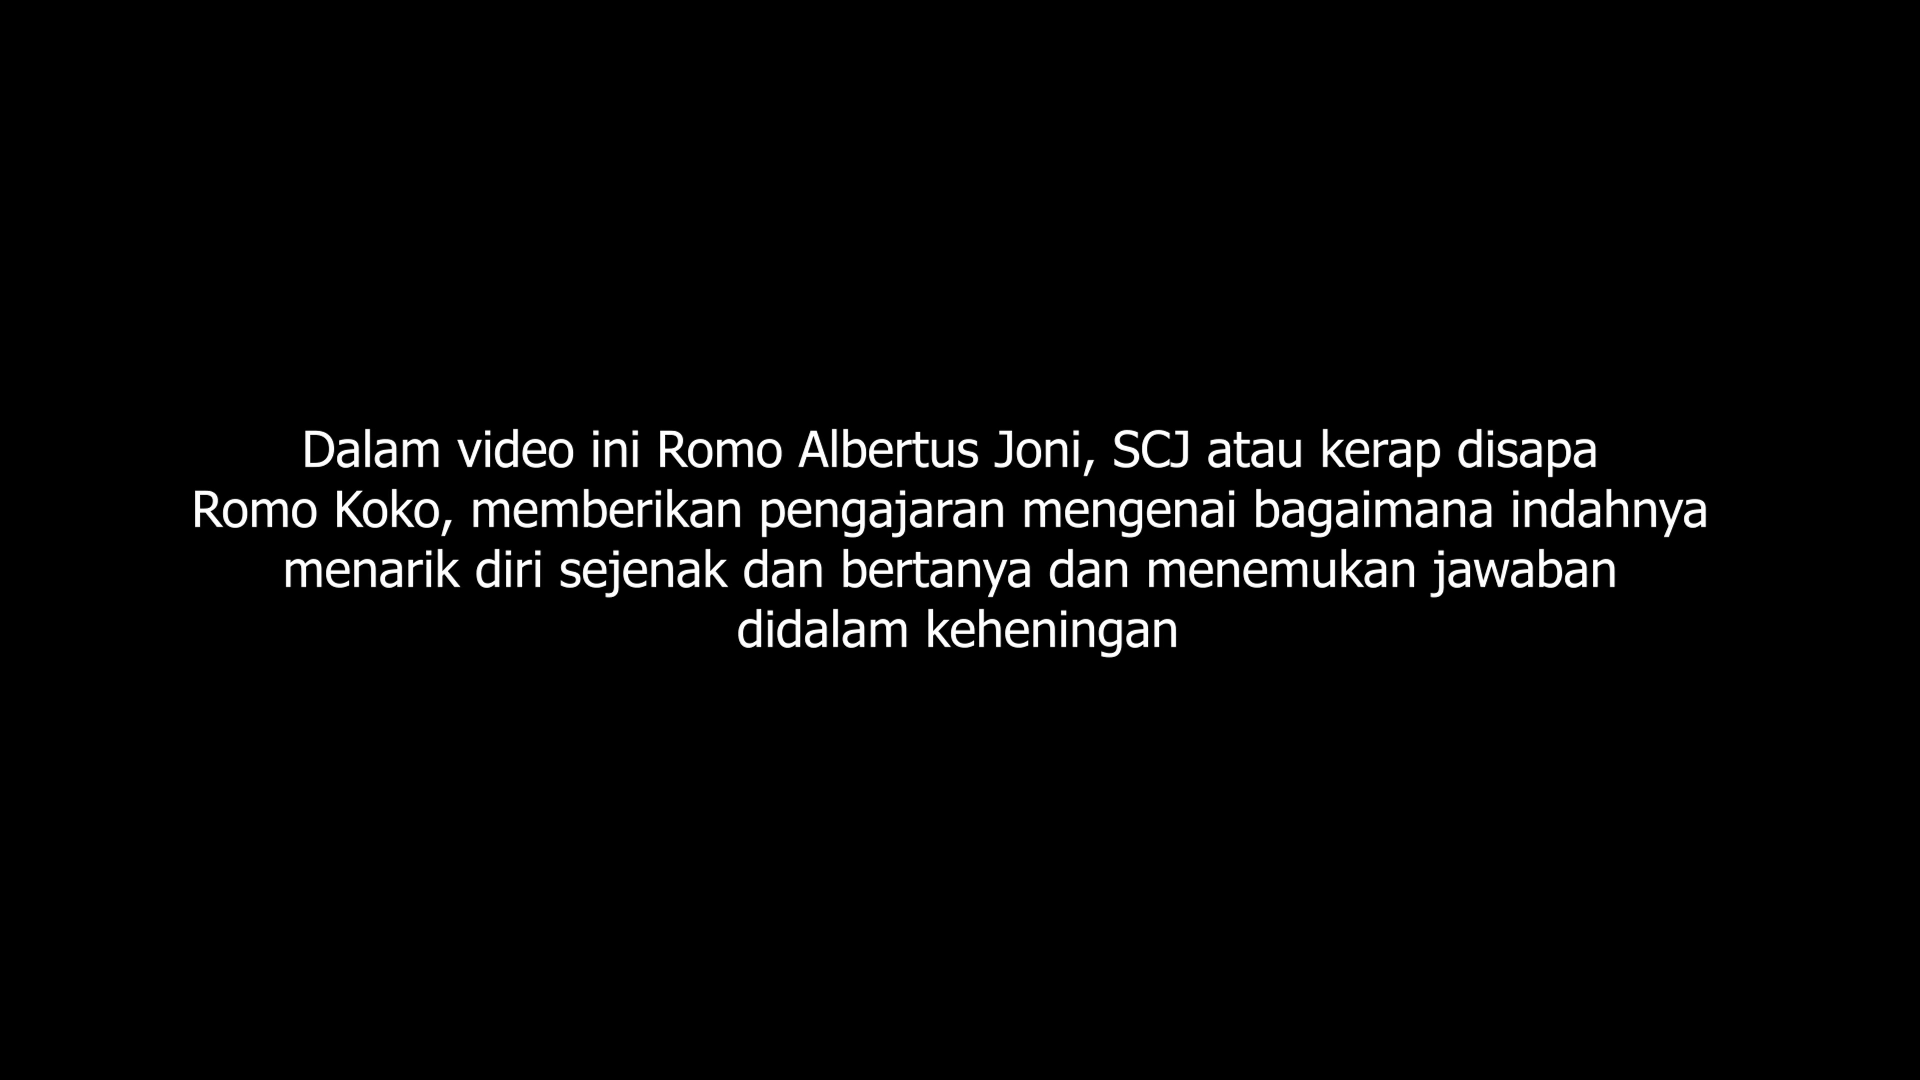 Dalam video ini Romo Albertus Joni, SCJ atau kerap disapa
Romo Koko, memberikan pengajaran mengenai bagaimana indahnya
menarik diri sejenak dan bertanya dan menemukan jawaban
didalam keheningan